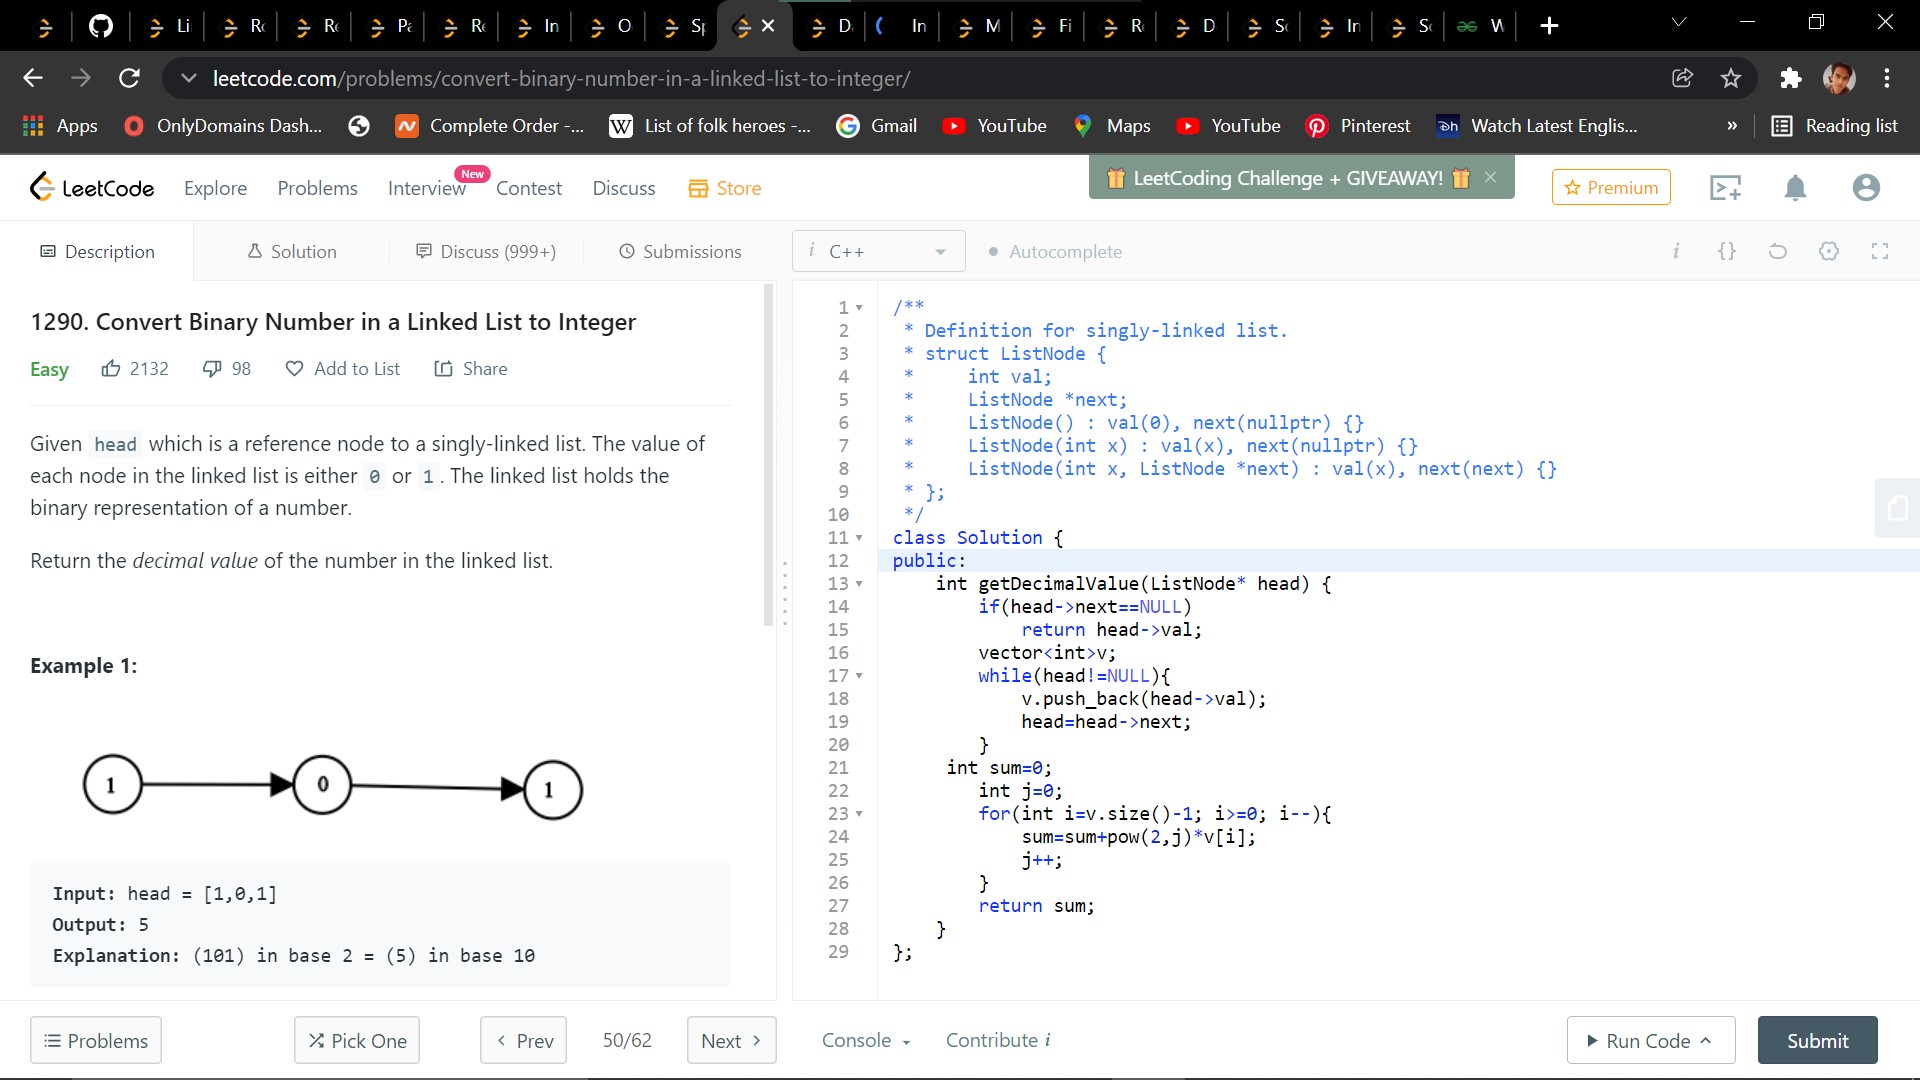 Li
Re
Re
Pa
Re
In
O
Sp
D
In
M
Fi
R
D
So
In
So
W
leetcode.com/problems/convert-binary-number-in-a-linked-list-to-integer/
Apps
OnlyDomains Dash...
Complete Order -...
List of folk heroes -...
Gmail
YouTube
Maps
YouTube
Pinterest
Watch Latest Englis...
»
Reading list
LeetCode
Explore
Problems
Interview
New
Contest
Discuss
Store
LeetCoding Challenge + GIVEAWAY!
Premium
Description
Solution
Discuss (999+)
Submissions
i C++
Autocomplete
i
{}
1290. Convert Binary Number in a Linked List to Integer
Easy
2132
98
Add to List
Share
Given head which is a reference node to a singly-linked list. The value of
each node in the linked list is either 0 or 1. The linked list holds the
binary representation of a number.
Return the decimal value of the number in the linked list.
Example 1:
1
0
1
Input: head = [1,0,1]
Output: 5
Explanation: (101) in base 2 = (5) in base 10
1 /**
2 * Definition for singly-linked list.
3 * struct ListNode {
4 *     int val;
5 *     ListNode *next;
6 *     ListNode() : val(0), next(nullptr) {}
7 *     ListNode(int x) : val(x), next(nullptr) {}
8 *     ListNode(int x, ListNode *next) : val(x), next(next) {}
9 * };
10 */
11 class Solution {
12 public:
13     int getDecimalValue(ListNode* head) {
14         if(head->next==NULL)
15             return head->val;
16         vector<int>v;
17         while(head!=NULL){
18             v.push_back(head->val);
19             head=head->next;
20         }
21      int sum=0;
22         int j=0;
23         for(int i=v.size()-1; i>=0; i--){
24             sum=sum+pow(2,j)*v[i];
25             j++;
26         }
27         return sum;
28     }
29 };
Problems
Pick One
Prev
50/62
Next
Console
Contribute i
Run Code
Submit